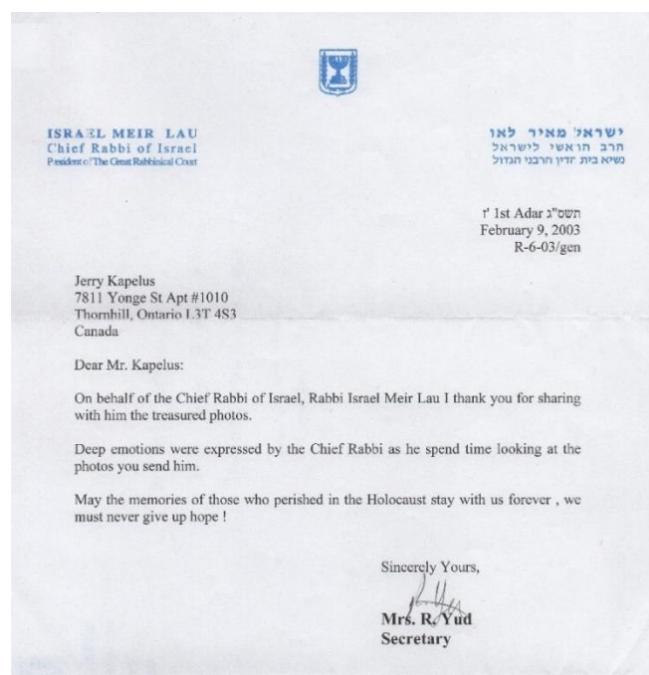 ISRAEL MEIR LAU
Chief Rabbi of Israel
President of The Great Rabbinical Court
ישראל מאיר לאו
הרב הראשי לישראל
נשיא בית הדין הרבני הגדול
ז' 1st Adar תשס"ג
February 9, 2003
R-6-03/gen
Jerry Kapelus
7811 Yonge St Apt #1010
Thornhill, Ontario L3T 4S3
Canada
Dear Mr. Kapelus:
On behalf of the Chief Rabbi of Israel, Rabbi Israel Meir Lau I thank you for sharing
with him the treasured photos.
Deep emotions were expressed by the Chief Rabbi as he spend time looking at the
photos you send him.
May the memories of those who perished in the Holocaust stay with us forever , we
must never give up hope !
Sincerely Yours,
Mrs. R. Yud
Secretary